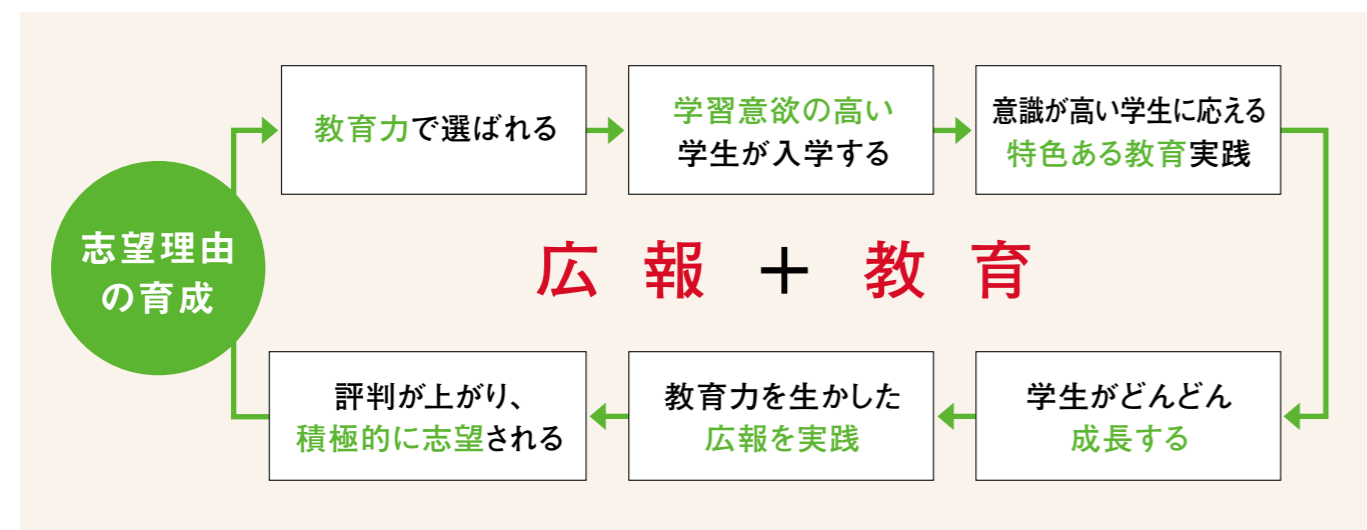 志望理由
の育成
教育力で選ばれる
学習意欲の高い
学生が入学する
意識が高い学生に応える
特色ある教育実践
広報＋教育
学生がどんどん
成長する
教育力を生かした
広報を実践
評判が上がり、
積極的に志望される